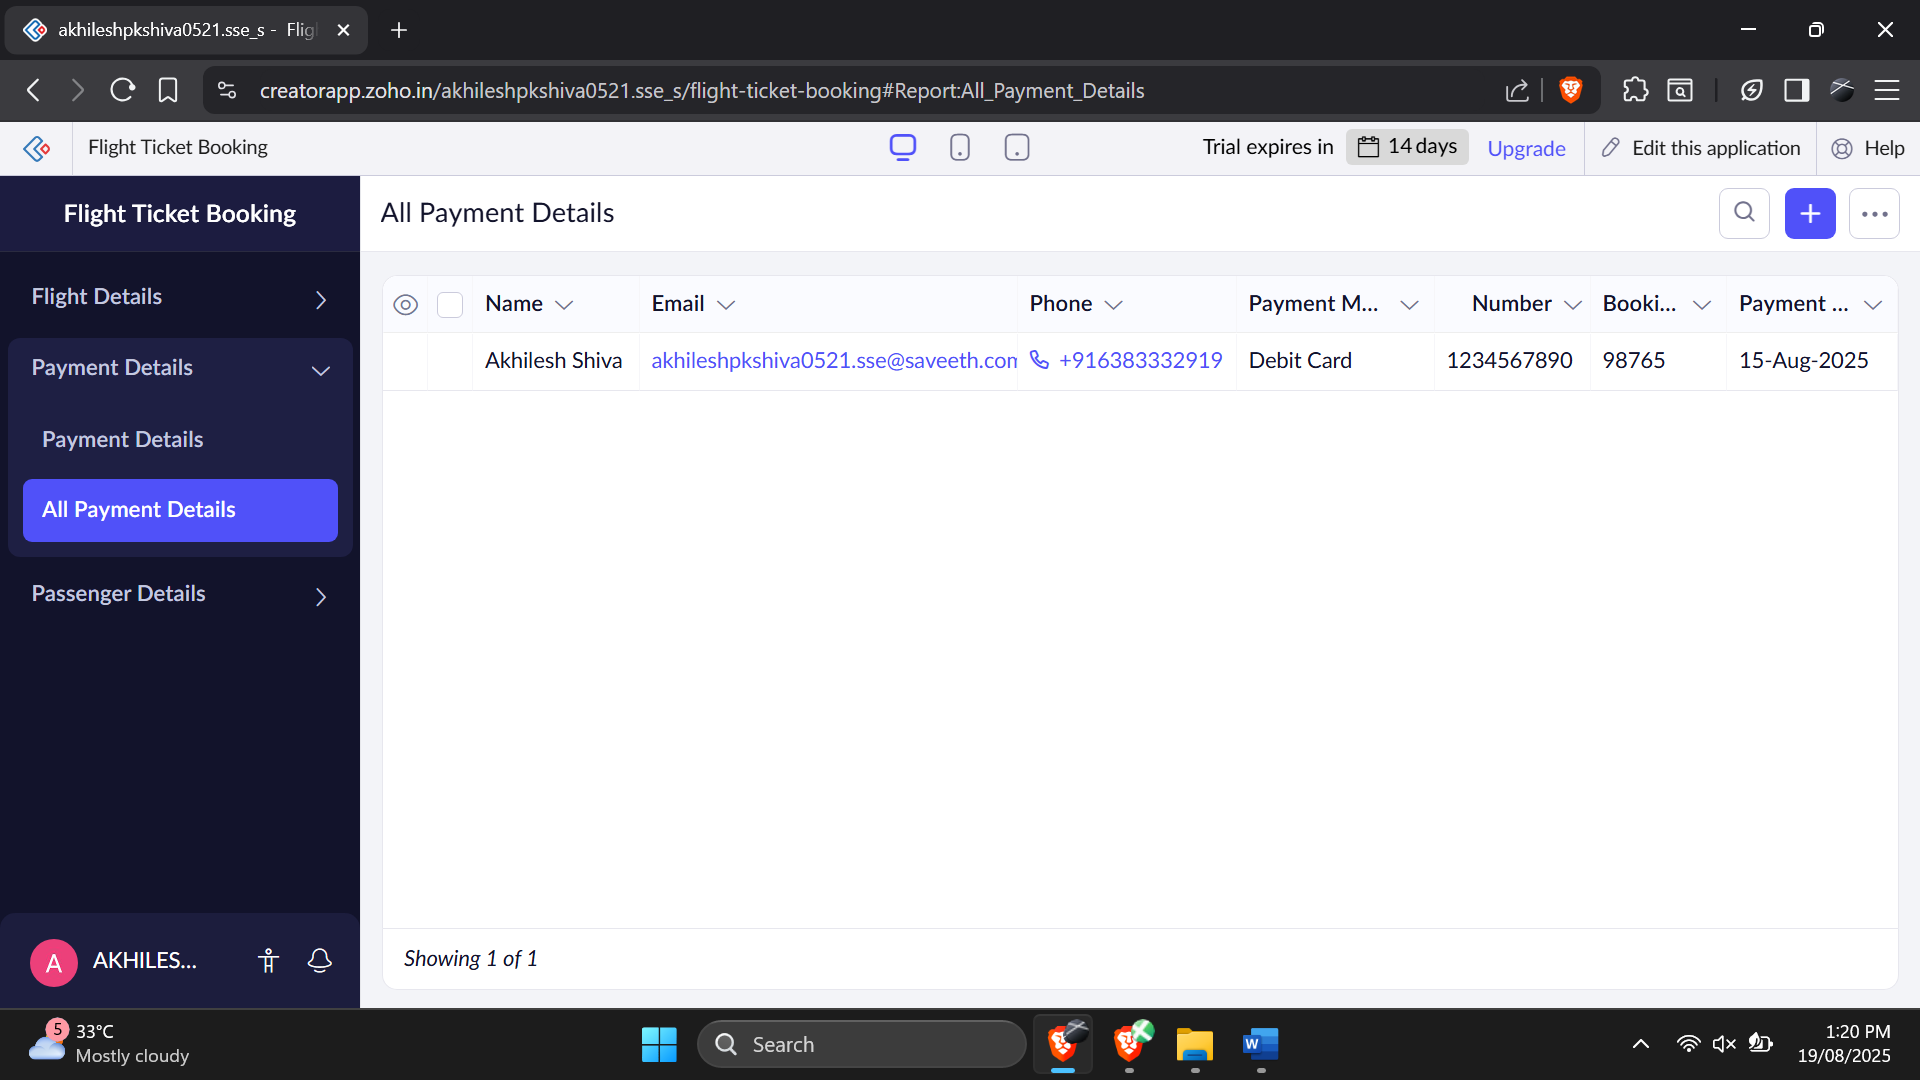 akhileshpkshiva0521.sse_s - Flig
creatorapp.zoho.in/akhileshpkshiva0521.sse_s/flight-ticket-booking#Report:All_Payment_Details
Flight Ticket Booking
Trial expires in 14 days Upgrade Edit this application Help
Flight Ticket Booking
All Payment Details
Flight Details
Payment Details
Payment Details
All Payment Details
Passenger Details
Name Email Phone Payment M... Number Booki... Payment ...
Akhilesh Shiva akhileshpkshiva0521.sse@saveeth.com +916383332919 Debit Card 1234567890 98765 15-Aug-2025
Showing 1 of 1
A AKHILES...
5 33°C
Mostly cloudy
Search
W
1:20 PM
19/08/2025